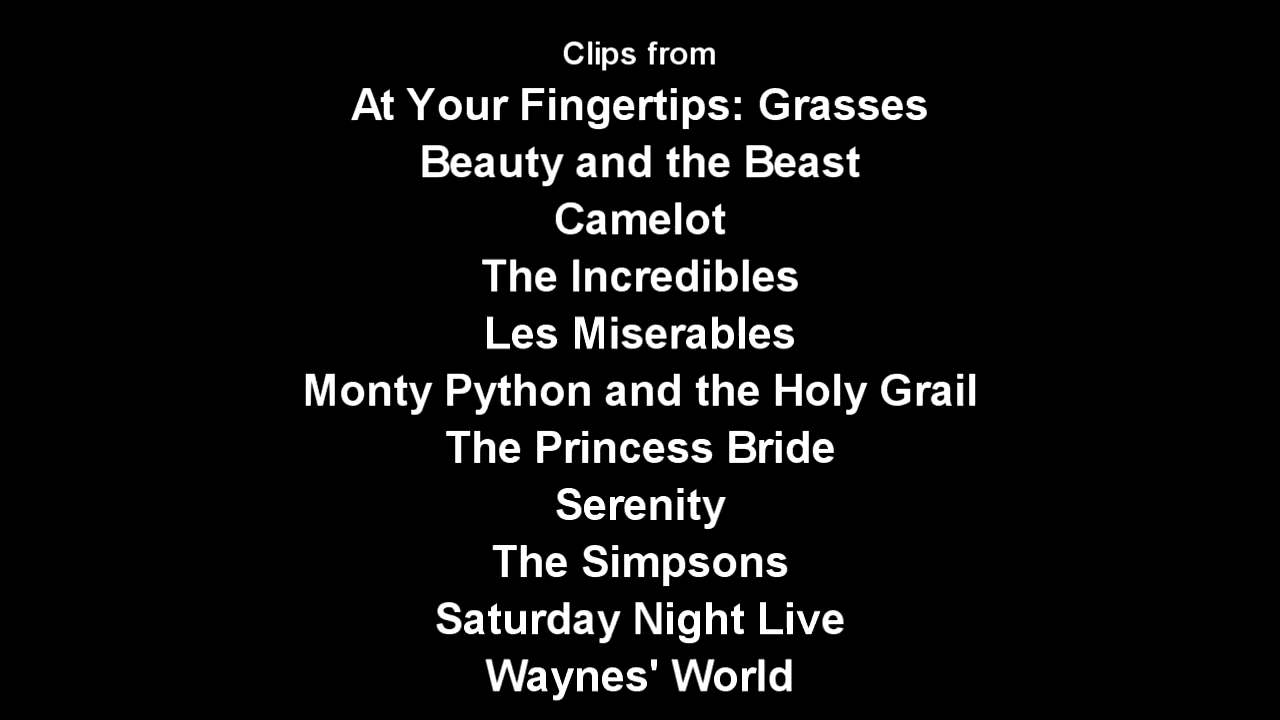 Clips from
At Your Fingertips: Grasses
Beauty and the Beast
Camelot
The Incredibles
Les Miserables
Monty Python and the Holy Grail
The Princess Bride
Serenity
The Simpsons
Saturday Night Live
Waynes' World